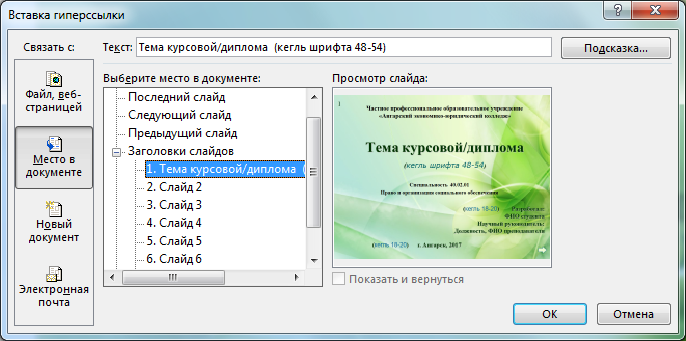 Вставка гиперссылки
Связать с:
Текст:
Тема курсовой/диплома (кегль шрифта 48-54)
Подсказка...
Файл, веб-
страницей
Место в
документе
Новый
документ
Электронная
почта
Выберите место в документе:
Последний слайд
Следующий слайд
Предыдущий слайд
Заголовки слайдов
1. Тема курсовой/диплома (
2. Слайд 2
3. Слайд 3
4. Слайд 4
5. Слайд 5
6. Слайд 6
Просмотр слайда:
1
Частное профессиональное образовательное учреждение
«Ангарский экономико-юридический колледж»
Тема курсовой/диплома
(кегль шрифта 48-54)
Специальность 40.02.01
Право и организация социального обеспечения
(кегль 18-20) Разработал:
ФИО студента
Научный руководитель:
Должность, ФИО преподавателя
(кегль 18-20) г. Ангарск, 2017
Показать и вернуться
ОК
Отмена